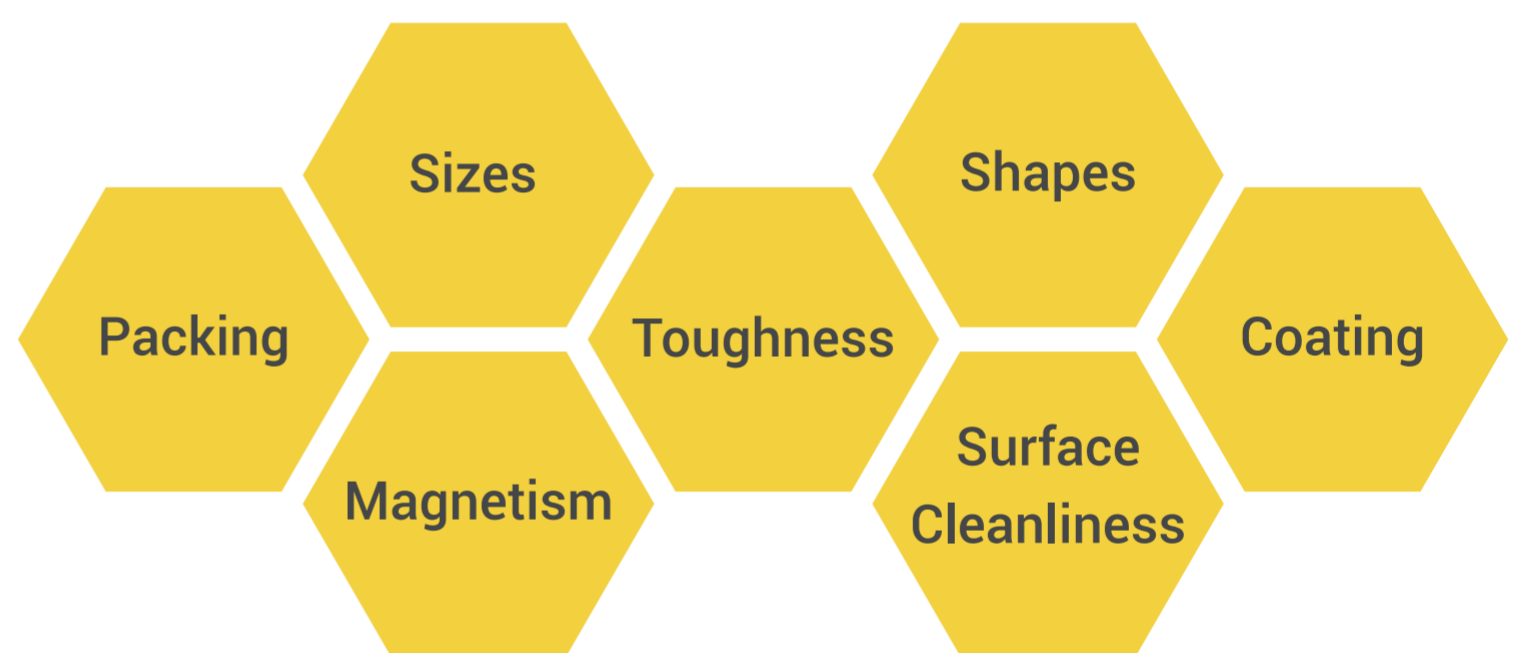 Sizes
Shapes
Packing
Toughness
Coating
Magnetism
Surface
Cleanliness